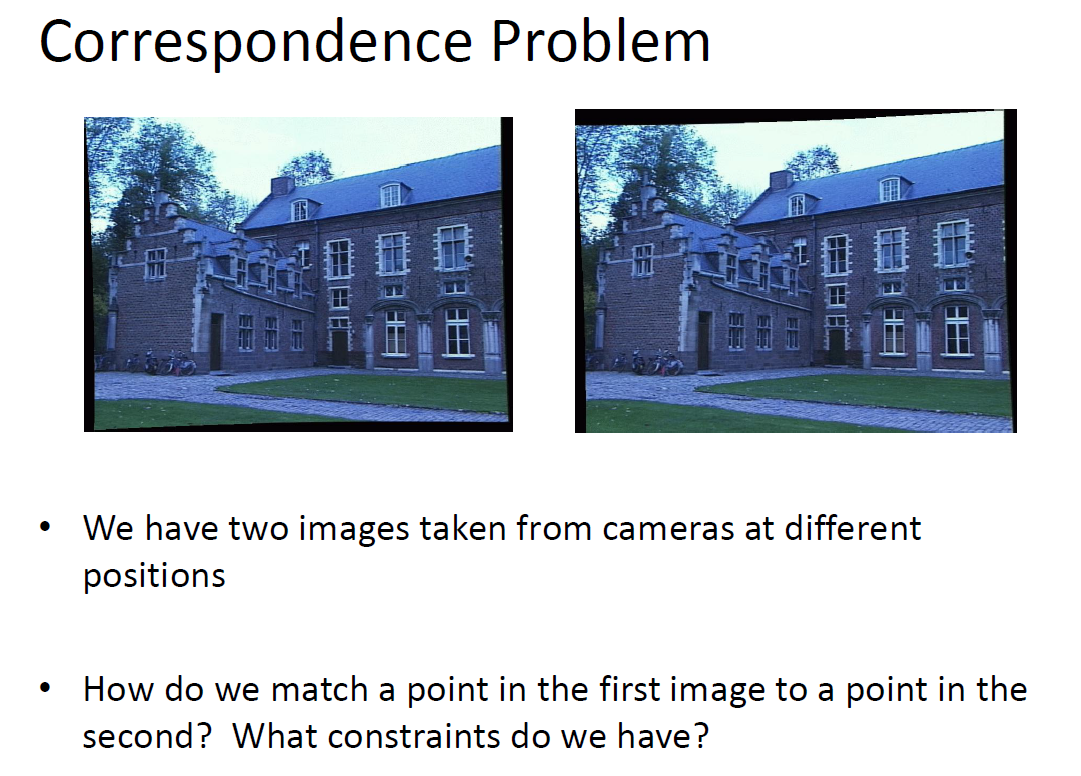 Correspondence Problem
• We have two images taken from cameras at different
positions
• How do we match a point in the first image to a point in the
second?  What constraints do we have?